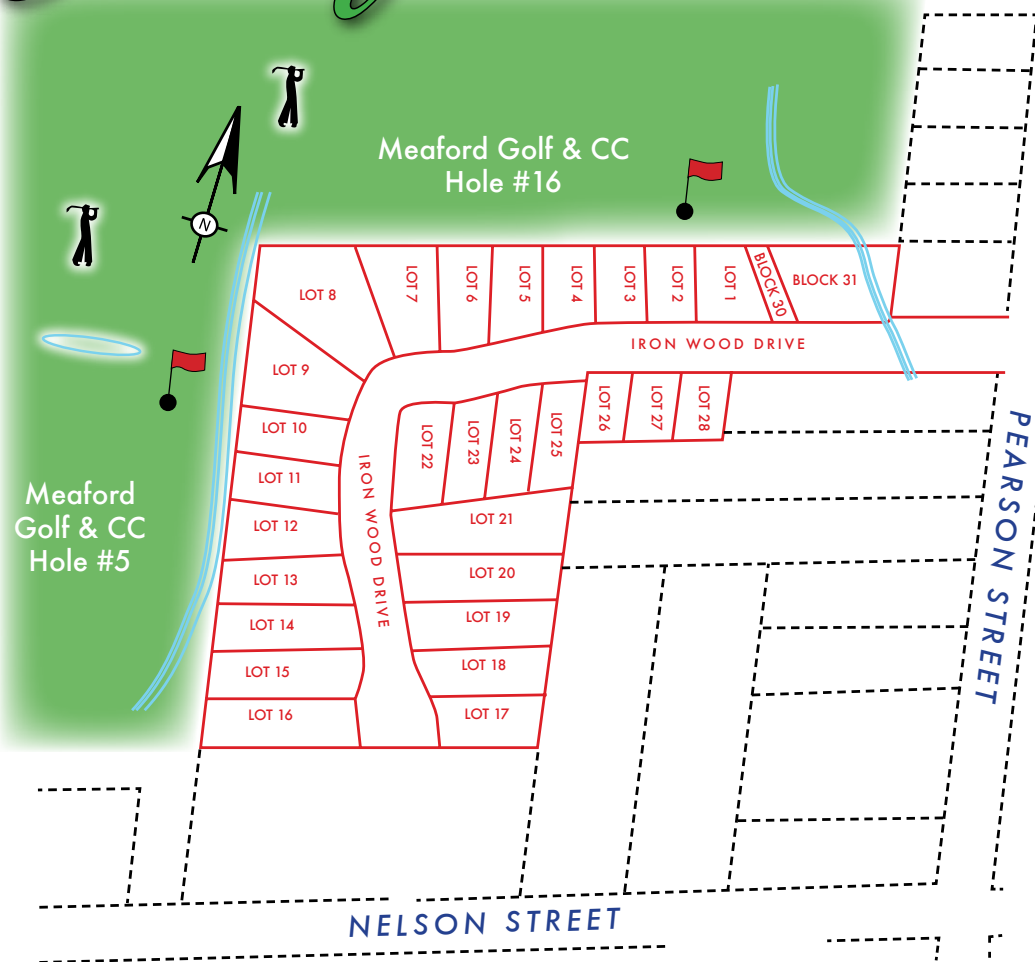 Meaford Golf & CC
Hole #16
N
LOT 8
LOT 7
LOT 6
LOT 5
LOT 4
LOT 3
LOT 2
LOT 1
BLOCK 30
BLOCK 31
IRON WOOD DRIVE
LOT 9
LOT 10
LOT 11
LOT 12
LOT 13
LOT 14
LOT 15
LOT 16
IRON WOOD DRIVE
LOT 22
LOT 23
LOT 24
LOT 25
LOT 26
LOT 27
LOT 28
LOT 21
LOT 20
LOT 19
LOT 18
LOT 17
Meaford
Golf & CC
Hole #5
PEARSON STREET
NELSON STREET